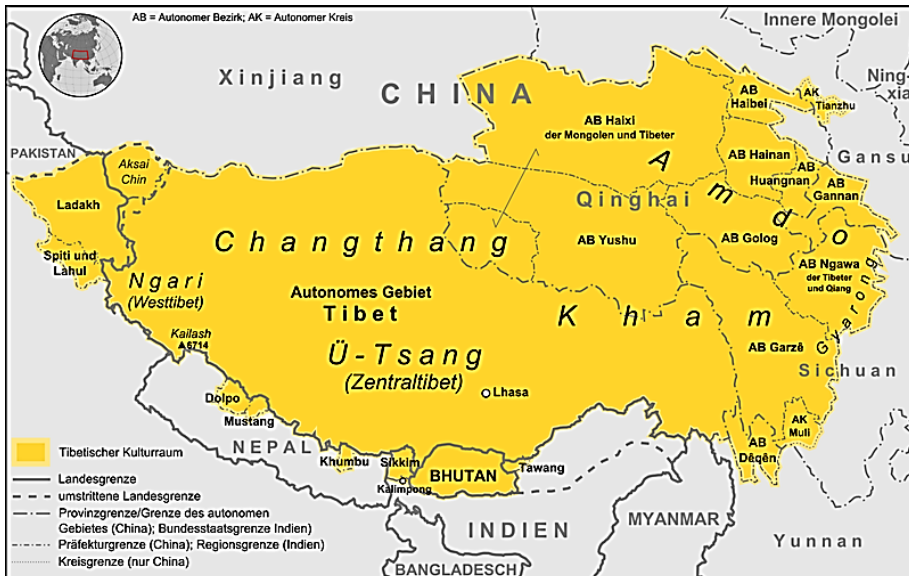 AB = Autonomer Bezirk; AK = Autonomer Kreis
Innere Mongolei
Xinjiang
CHINA
Ning-
xia
AB
Haibei
AK
Tianzhu
AB Haixi
der Mongolen und Tibeter
PAKISTAN
Aksai
Chin
Gansu
AB Hainan
AB
Huangnan
AB
Gannan
Amdo
Ladakh
Qinghai
Changthang
AB Yushu
AB Golog
Spiti und
Lahul
AB Ngawa
der Tibeter
und Qiang
Ngari
(Westtibet)
Autonomes Gebiet
Tibet
Kham
Gyarong
Kailash
6714
Ü-Tsang
(Zentraltibet)
AB Garzê
Sichuan
Lhasa
Dolpo
Mustang
AK
Muli
NEPAL
AB
Dêqên
Khumbu
Sikkim
Kalimpong
BHUTAN
Tawang
INDIEN
MYANMAR
Yunnan
BANGLADESCH
Tibetischer Kulturraum
Landesgrenze
umstrittene Landesgrenze
Provinzgrenze/Grenze des autonomen
Gebietes (China); Bundesstaatsgrenze Indien)
Präfekturgrenze (China); Regionsgrenze (Indien)
Kreisgrenze (nur China)